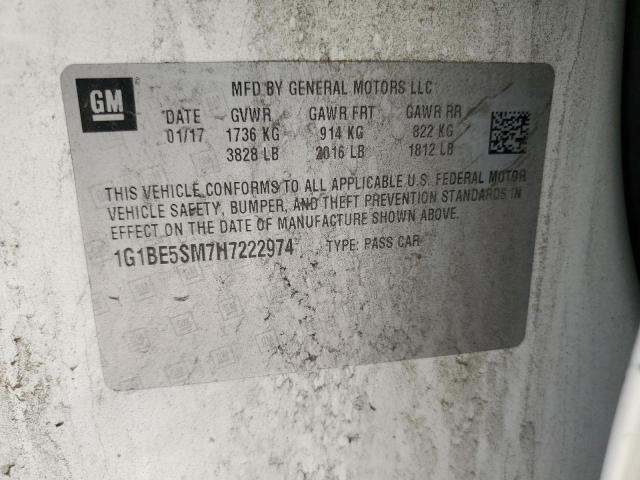 GM
MFD BY GENERAL MOTORS LLC
DATE GVWR GAWR FRT GAWR RR
01/17 1736 KG 914 KG 822 KG
3828 LB 2016 LB 1812 LB
THIS VEHICLE CONFORMS TO ALL APPLICABLE U.S. FEDERAL MOTOR
VEHICLE SAFETY, BUMPER, AND THEFT PREVENTION STANDARDS IN
EFFECT ON THE DATE OF MANUFACTURE SHOWN ABOVE.
1G1BE5SM7H7222974 TYPE: PASS CAR